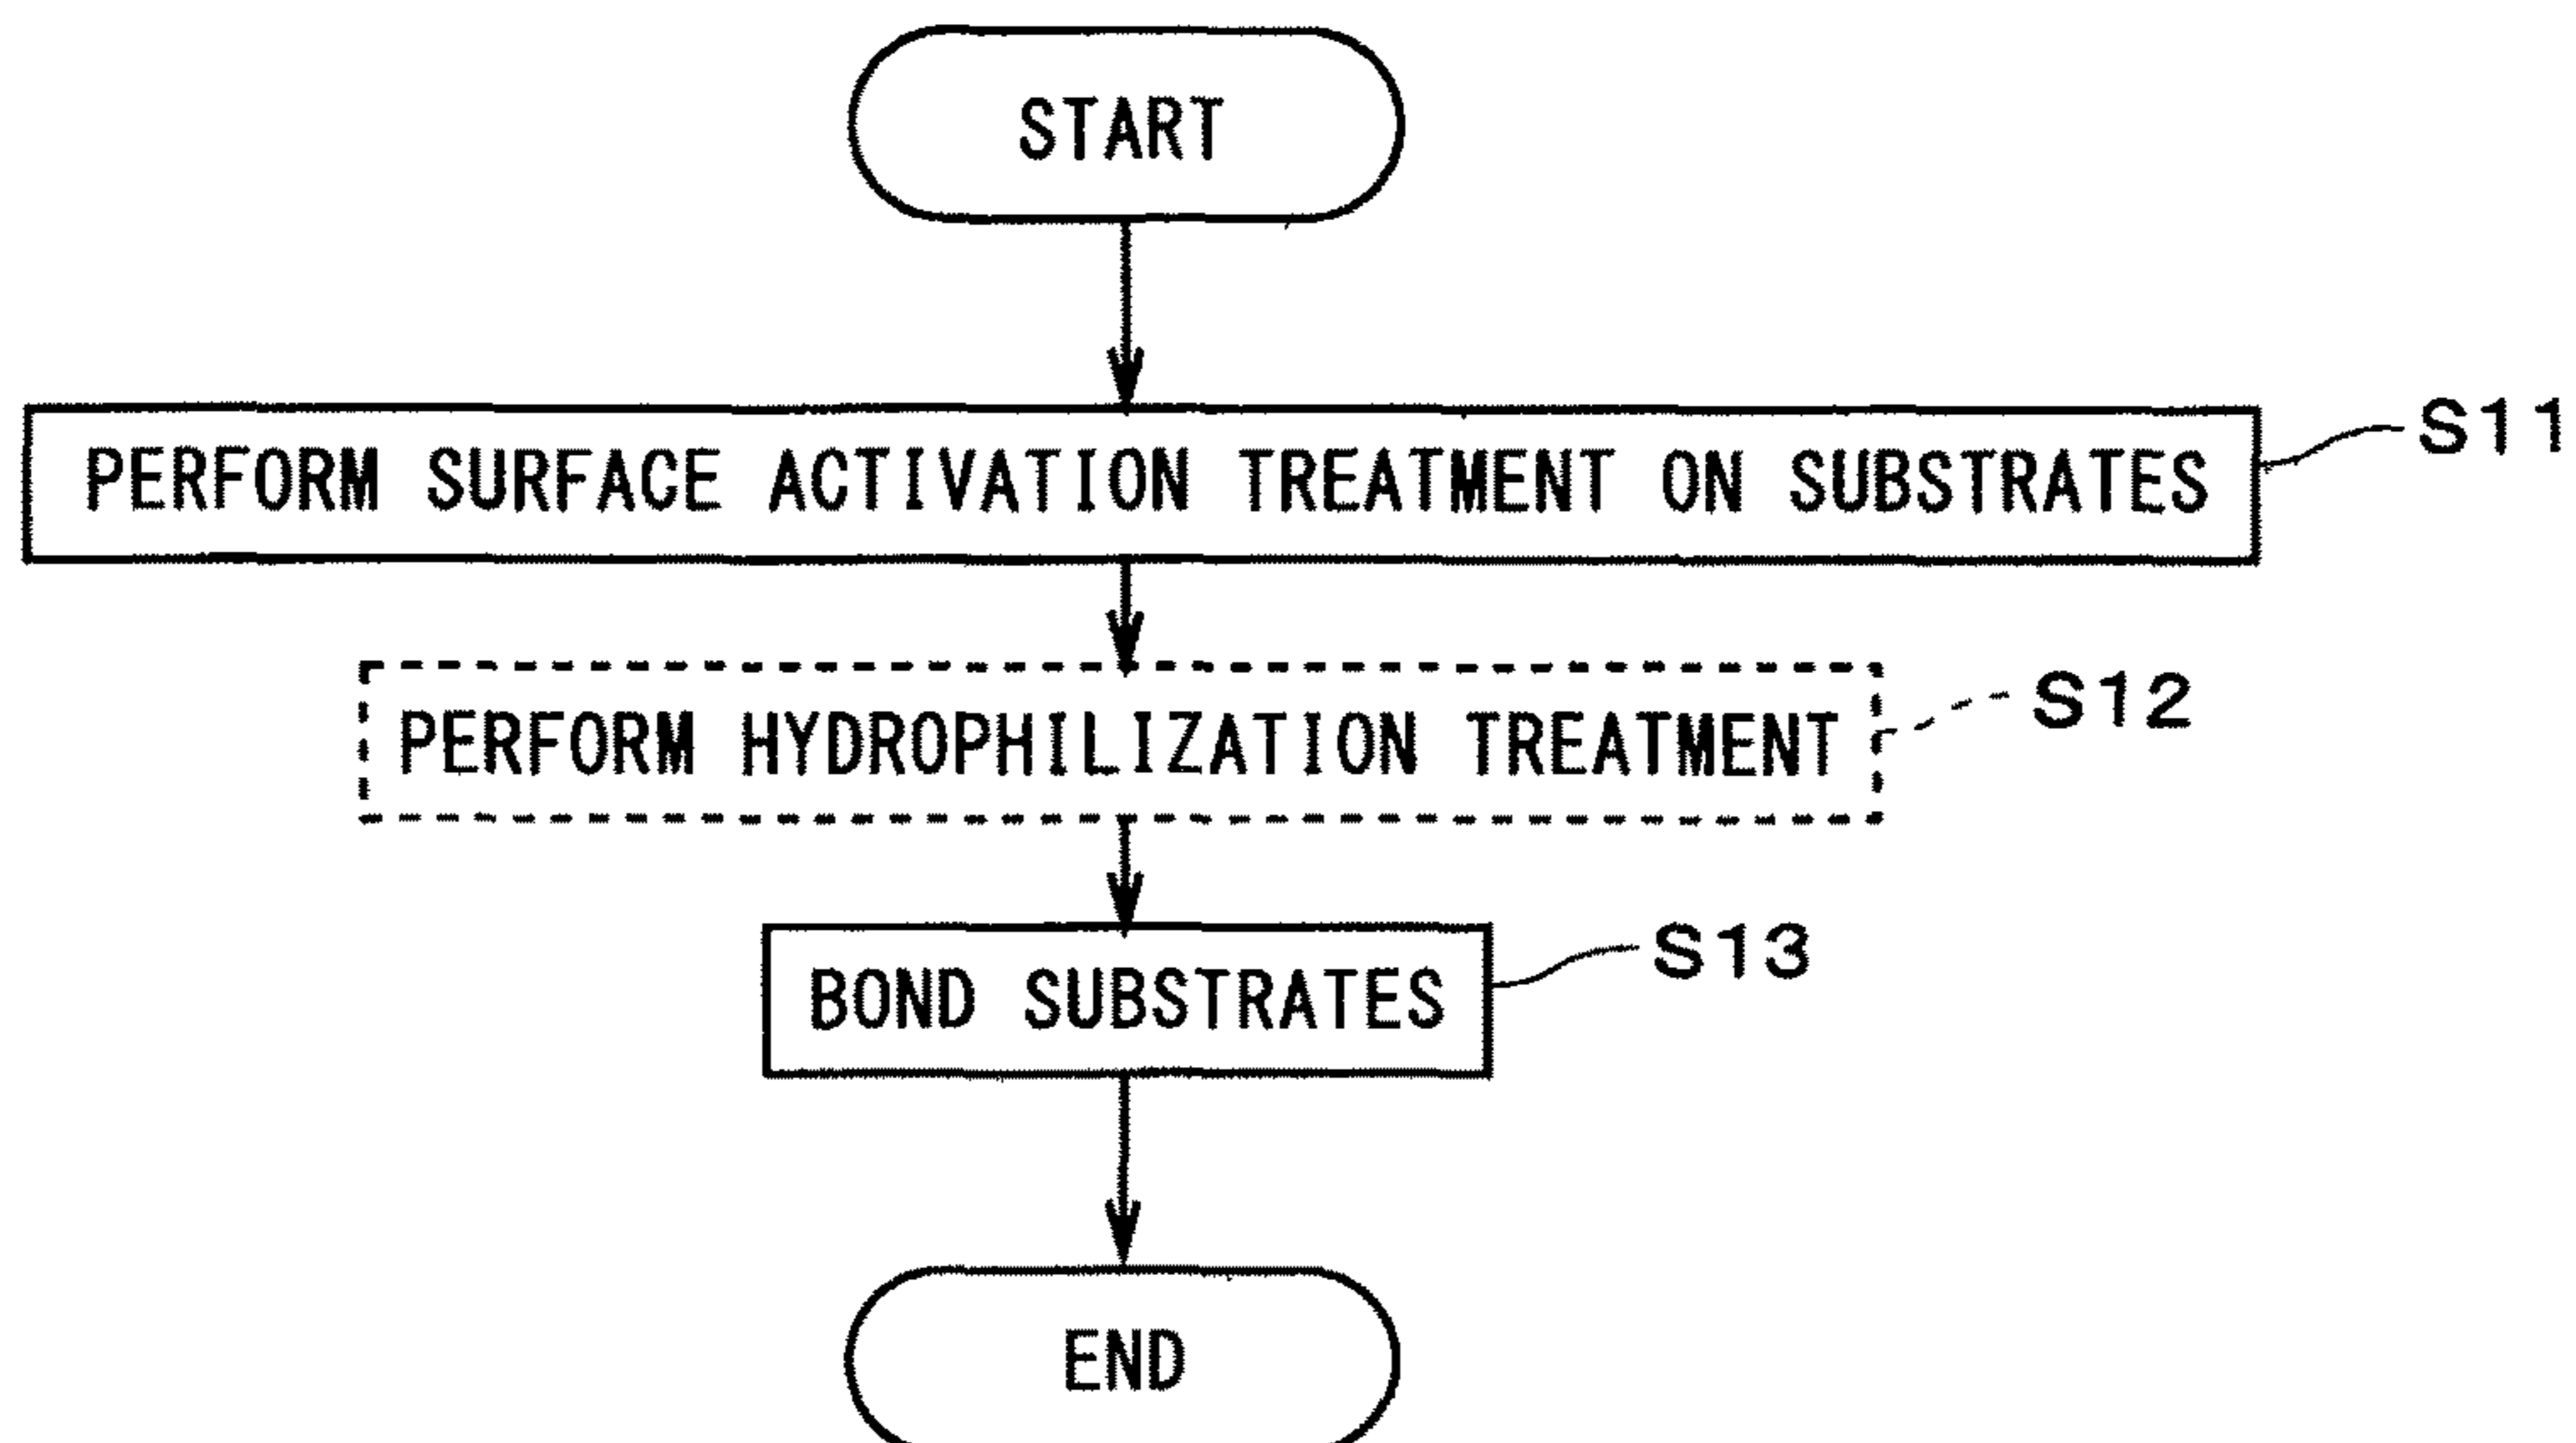 START
PERFORM SURFACE ACTIVATION TREATMENT ON SUBSTRATES
S11
PERFORM HYDROPHILIZATION TREATMENT
S12
BOND SUBSTRATES
S13
END